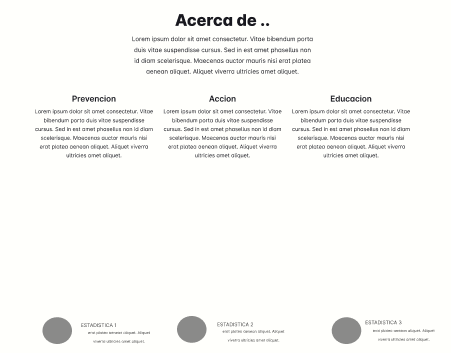 Acerca de ..
Lorem ipsum dolor sit amet consectetur. Vitae bibendum porta
duis vitae suspendisse cursus. Sed in est amet phasellus non
id diam scelerisque. Maecenas auctor mauris nisi erat platea
aenean aliquet. Aliquet viverra ultricies amet aliquet.
Prevencion
Lorem ipsum dolor sit amet consectetur. Vitae
bibendum porta duis vitae suspendisse
cursus. Sed in est amet phasellus non id diam
scelerisque. Maecenas auctor mauris nisi
erat platea aenean aliquet. Aliquet viverra
ultricies amet aliquet.
Accion
Lorem ipsum dolor sit amet consectetur. Vitae
bibendum porta duis vitae suspendisse
cursus. Sed in est amet phasellus non id diam
scelerisque. Maecenas auctor mauris nisi
erat platea aenean aliquet. Aliquet viverra
ultricies amet aliquet.
Educacion
Lorem ipsum dolor sit amet consectetur. Vitae
bibendum porta duis vitae suspendisse
cursus. Sed in est amet phasellus non id diam
scelerisque. Maecenas auctor mauris nisi
erat platea aenean aliquet. Aliquet viverra
ultricies amet aliquet.
ESTADISTICA 1
erat platea aenean aliquet. Aliquet
viverra ultricies amet aliquet.
ESTADISTICA 2
erat platea aenean aliquet. Aliquet
viverra ultricies amet aliquet.
ESTADISTICA 3
erat platea aenean aliquet. Aliquet
viverra ultricies amet aliquet.